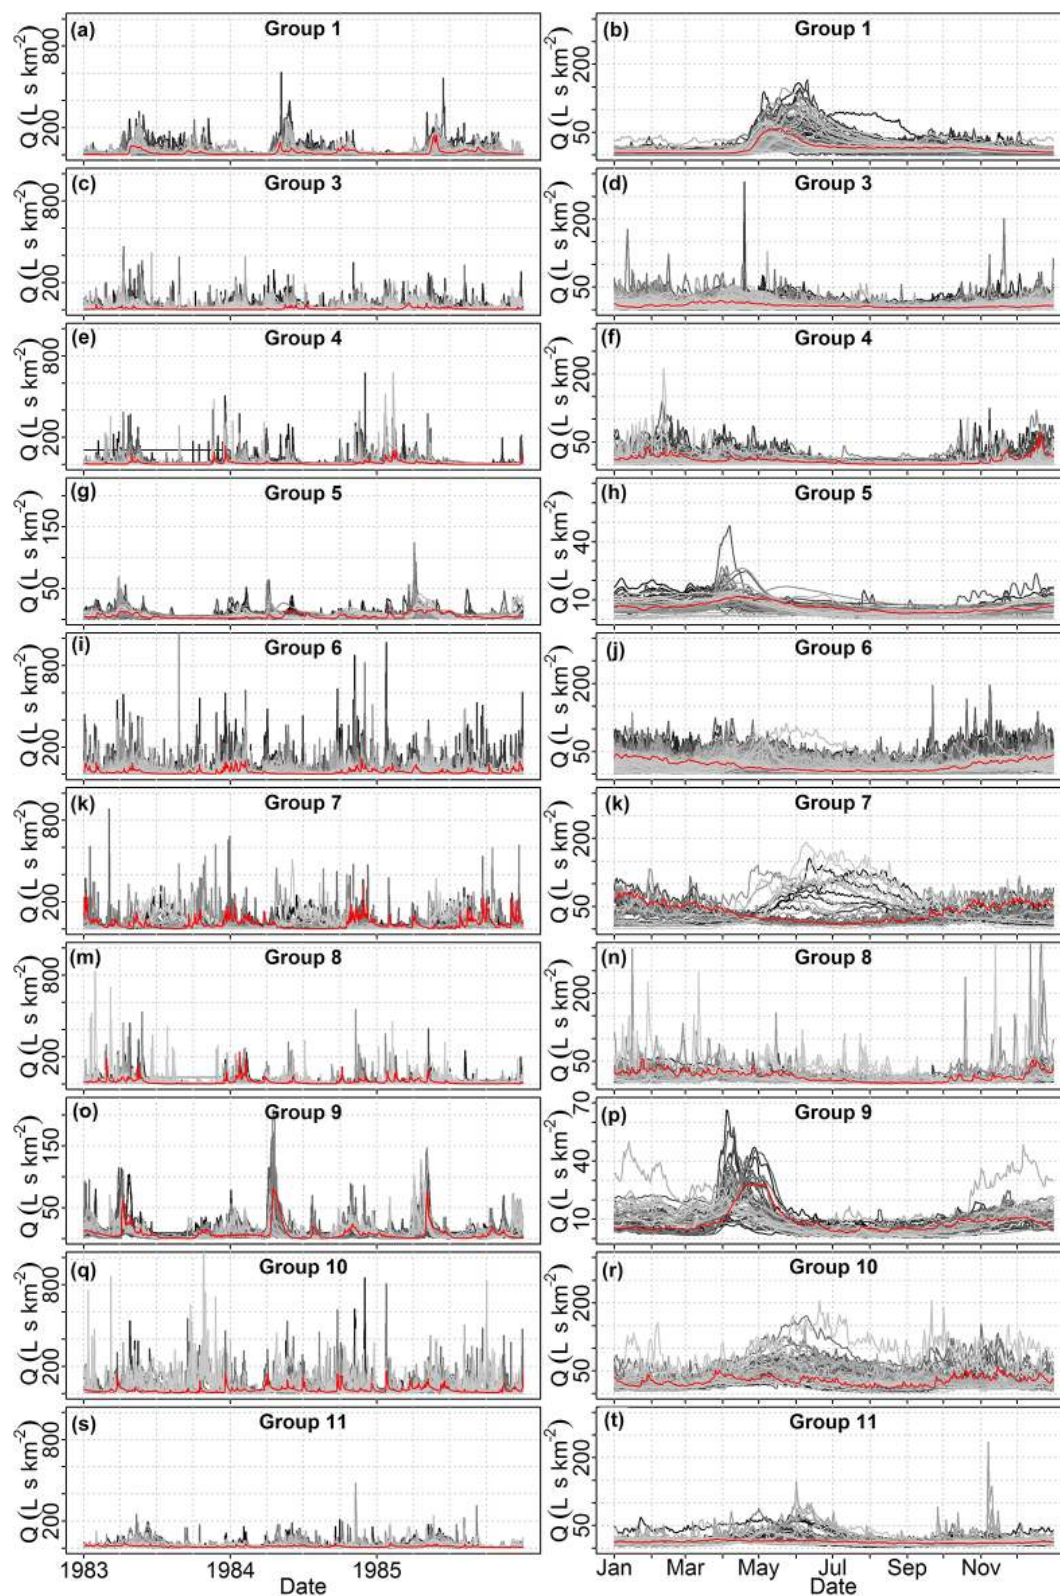 (a) Group 1
800
200
Q (L s km⁻²)
(b) Group 1
200
50
Q (L s km⁻²)
(c) Group 3
800
200
Q (L s km⁻²)
(d) Group 3
200
50
Q (L s km⁻²)
(e) Group 4
800
200
Q (L s km⁻²)
(f) Group 4
200
50
Q (L s km⁻²)
(g) Group 5
150
50
Q (L s km⁻²)
(h) Group 5
40
10
Q (L s km⁻²)
(i) Group 6
800
200
Q (L s km⁻²)
(j) Group 6
200
50
Q (L s km⁻²)
(k) Group 7
800
200
Q (L s km⁻²)
(k) Group 7
200
50
Q (L s km⁻²)
(m) Group 8
800
200
Q (L s km⁻²)
(n) Group 8
200
50
Q (L s km⁻²)
(o) Group 9
150
50
Q (L s km⁻²)
(p) Group 9
70
40
10
Q (L s km⁻²)
(q) Group 10
800
200
Q (L s km⁻²)
(r) Group 10
200
50
Q (L s km⁻²)
(s) Group 11
800
200
Q (L s km⁻²)
1983 1984 1985
Date
(t) Group 11
200
50
Q (L s km⁻²)
Jan Mar May Jul Sep Nov
Date